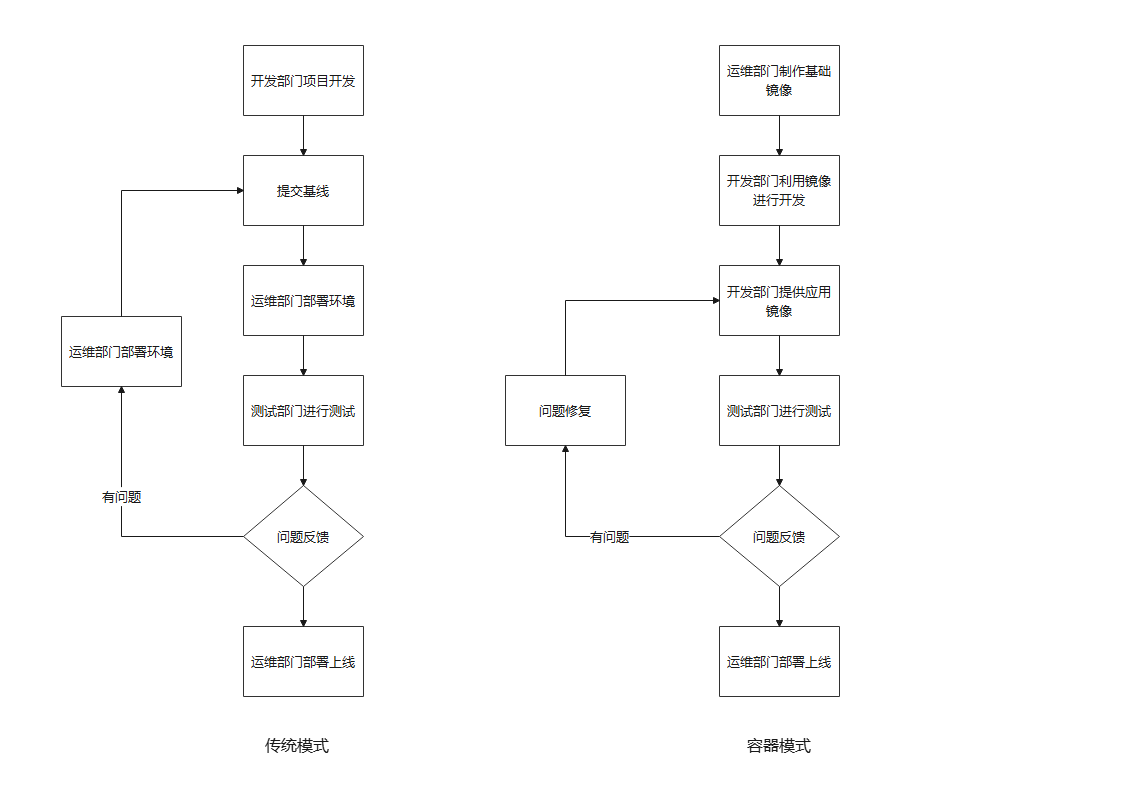 开发部门项目开发
提交基线
运维部门部署环境
运维部门部署环境
测试部门进行测试
有问题
问题反馈
运维部门部署上线
传统模式
运维部门制作基础
镜像
开发部门利用镜像
进行开发
开发部门提供应用
镜像
问题修复
测试部门进行测试
有问题
问题反馈
运维部门部署上线
容器模式